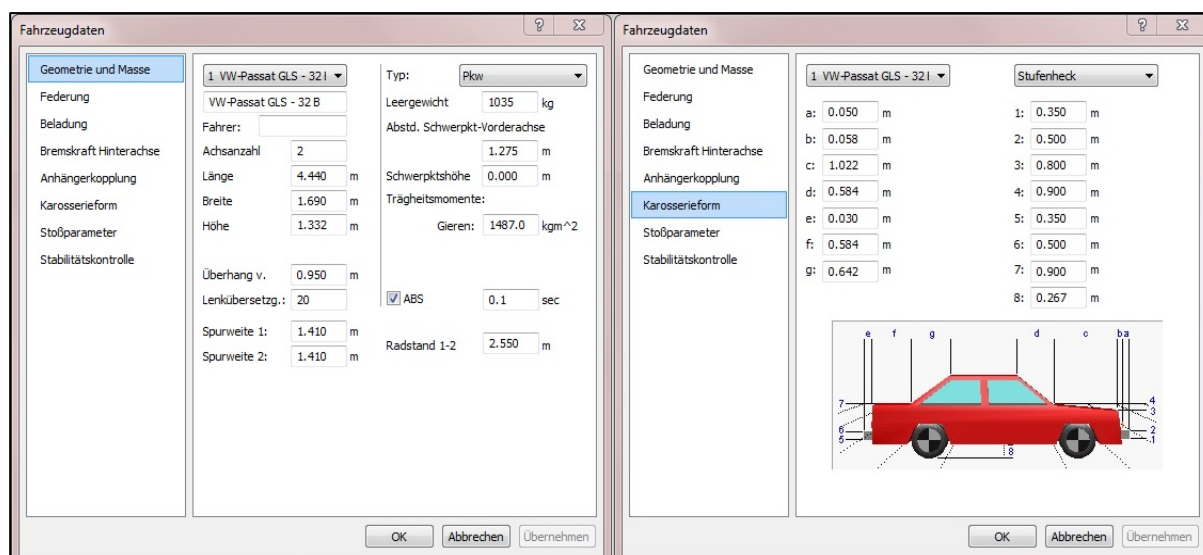 Fahrzeugdaten
Geometrie und Masse
Federung
Beladung
Bremskraft Hinterachse
Anhängerkopplung
Karosserieform
Stoßparameter
Stabilitätskontrolle
1 VW-Passat GLS - 32 I
VW-Passat GLS - 32 B
Fahrer:
Achsanzahl 2
Länge 4.440 m
Breite 1.690 m
Höhe 1.332 m
Überhang v. 0.950 m
Lenkübersetzg.: 20
Spurweite 1: 1.410 m
Spurweite 2: 1.410 m
Typ: Pkw
Leergewicht 1035 kg
Abstd. Schwerpkt-Vorderachse
1.275 m
Schwerpktshöhe 0.000 m
Trägheitsmomente:
Gieren: 1487.0 kgm^2
ABS 0.1 sec
Radstand 1-2 2.550 m
OK Abbrechen Übernehmen
Fahrzeugdaten
Geometrie und Masse
Federung
Beladung
Bremskraft Hinterachse
Anhängerkopplung
Karosserieform
Stoßparameter
Stabilitätskontrolle
1 VW-Passat GLS - 32 I
Stufenheck
a: 0.050 m
b: 0.058 m
c: 1.022 m
d: 0.584 m
e: 0.030 m
f: 0.584 m
g: 0.642 m
1: 0.350 m
2: 0.500 m
3: 0.800 m
4: 0.900 m
5: 0.350 m
6: 0.500 m
7: 0.900 m
8: 0.267 m
e f g d c b a
7 4
3
6 2
5 1
8
OK Abbrechen Übernehmen